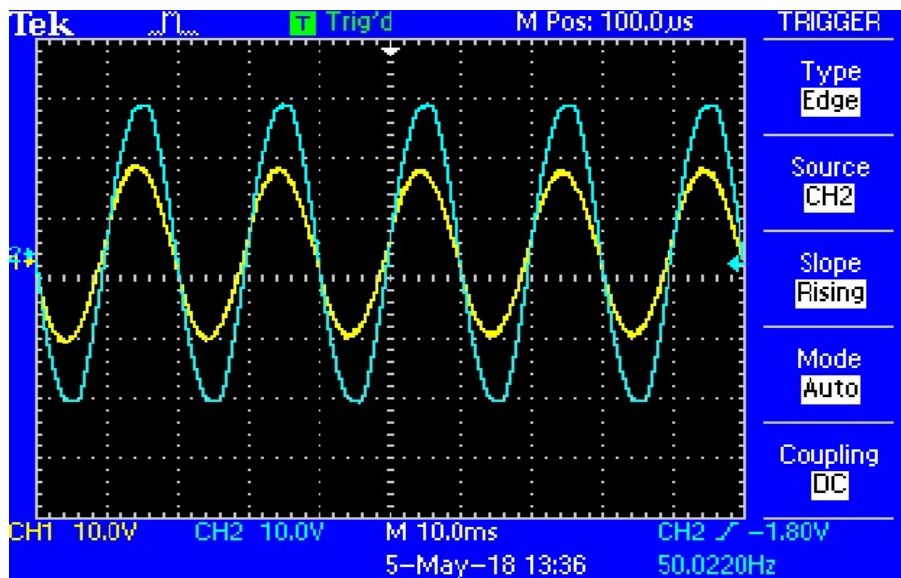 Tek T Trig'd M Pos: 100.0µs TRIGGER
Type
Edge
Source
CH2
Slope
Rising
Mode
Auto
Coupling
DC
CH1 10.0V CH2 10.0V M 10.0ms CH2 -1.80V
5-May-18 13:36 50.0220Hz